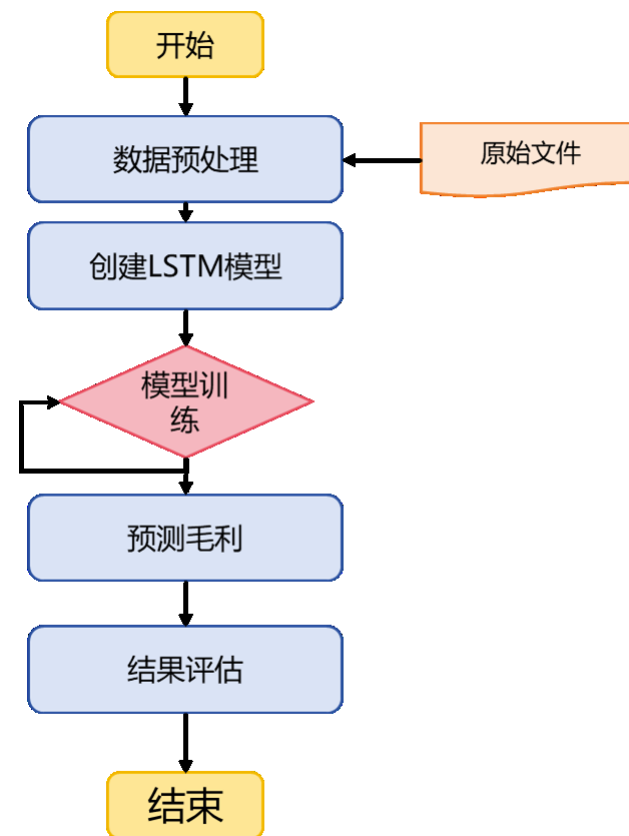 开始
数据预处理
原始文件
创建LSTM模型
模型训
练
预测毛利
结果评估
结束